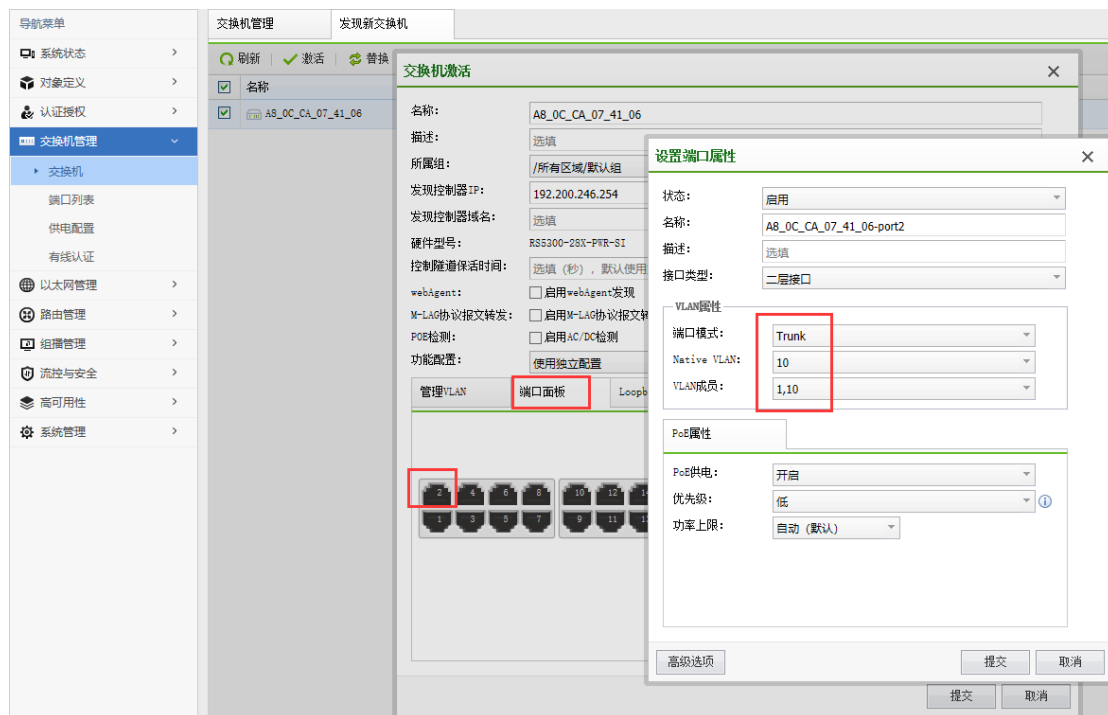 导航菜单
系统状态
对象定义
认证授权
交换机管理
交换机
端口列表
供电配置
有线认证
以太网管理
路由管理
组播管理
流控与安全
高可用性
系统管理
交换机管理
发现新交换机
刷新
激活
替换
名称
A8_0C_CA_07_41_06
交换机激活
名称:
A8_0C_CA_07_41_06
描述:
选填
所属组:
/所有区域/默认组
发现控制器IP:
192.200.246.254
发现控制器域名:
选填
硬件型号:
RS5300-28X-PWR-SI
控制隧道保活时间:
选填（秒），默认使用
webAgent:
启用webAgent发现
M-LAG协议报文转发:
启用M-LAG协议报文转
POE检测:
启用AC/DC检测
功能配置:
使用独立配置
管理VLAN
端口面板
Loopb
2 4 6 8 10 12 14
1 3 5 7 9 11
提交
取消
设置端口属性
状态:
启用
名称:
A8_0C_CA_07_41_06-port2
描述:
选填
接口类型:
二层接口
VLAN属性
端口模式:
Trunk
Native VLAN:
10
VLAN成员:
1,10
PoE属性
PoE供电:
开启
优先级:
低
功率上限:
自动（默认）
高级选项
提交
取消